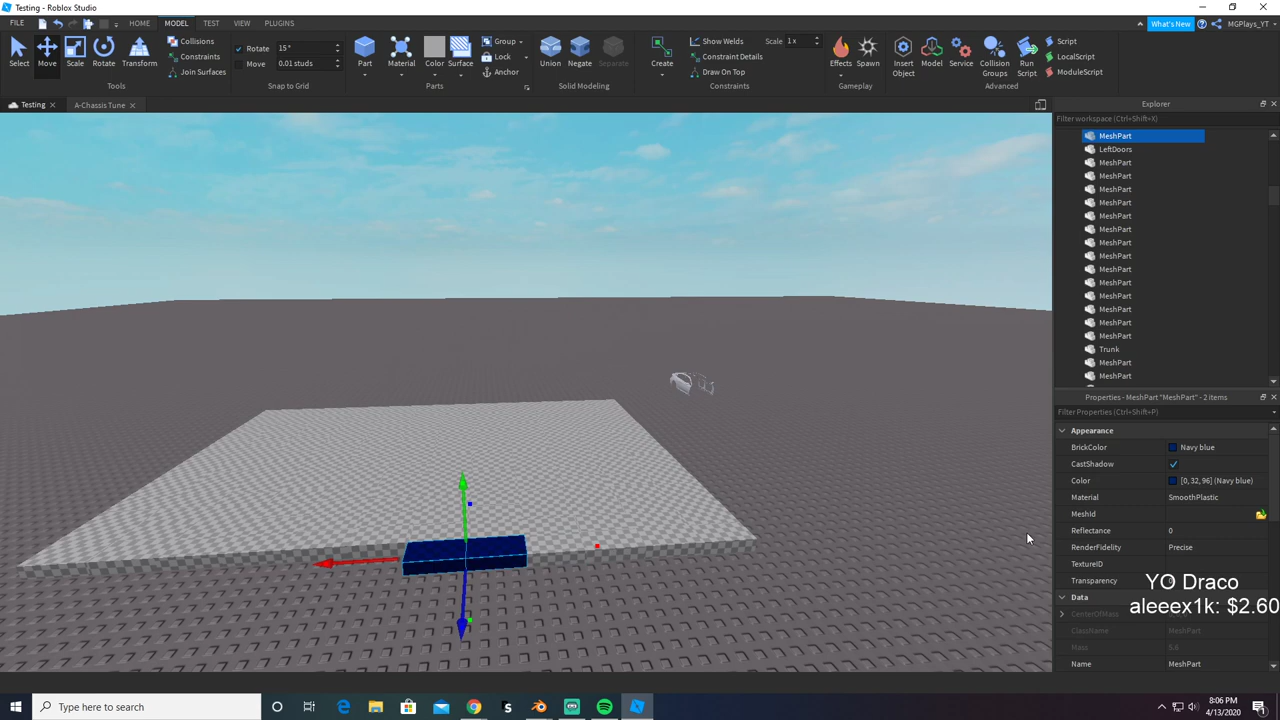 Testing - Roblox Studio
FILE HOME MODEL TEST VIEW PLUGINS What's New MGPlays_YT
Select Move Scale Rotate Transform
Collisions
Constraints
Join Surfaces
Tools
Rotate 15°
Move 0.01 studs
Snap to Grid
Part Material Color Surface
Group
Lock
Anchor
Parts
Union Negate Separate
Solid Modeling
Create
Show Welds Scale 1 x
Constraint Details
Draw On Top
Constraints
Effects Spawn
Gameplay
Insert Object Model Service Collision Groups Run Script
Script
LocalScript
ModuleScript
Advanced
Testing A-Chassis Tune
Explorer
Filter workspace (Ctrl+Shift+X)
MeshPart
LeftDoors
MeshPart
MeshPart
MeshPart
MeshPart
MeshPart
MeshPart
MeshPart
MeshPart
MeshPart
MeshPart
MeshPart
MeshPart
MeshPart
MeshPart
Trunk
MeshPart
MeshPart
Properties - MeshPart "MeshPart" - 2 items
Filter Properties (Ctrl+Shift+P)
Appearance
BrickColor Navy blue
CastShadow
Color [0, 32, 96] (Navy blue)
Material SmoothPlastic
MeshId
Reflectance 0
RenderFidelity Precise
TextureID
Transparency
YO Draco
Data
aleeex1k: $2.60
CenterOfMass
ClassName MeshPart
Mass 5.6
Name MeshPart
Type here to search
8:06 PM
4/13/2020